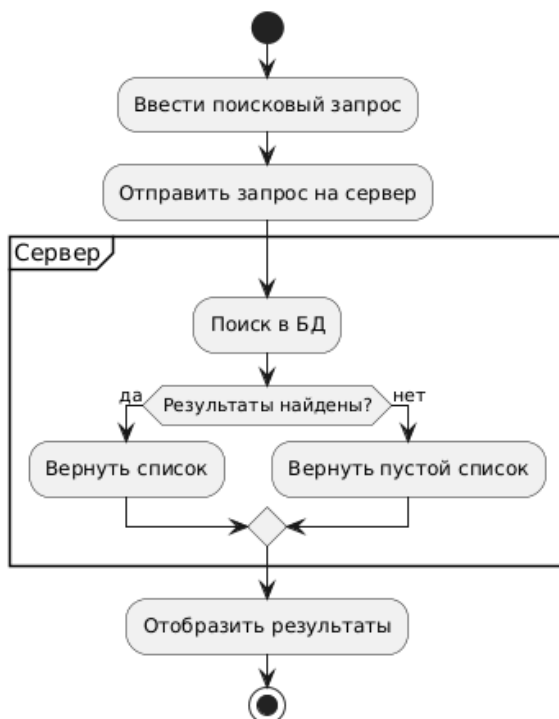 Ввести поисковый запрос
Отправить запрос на сервер
Сервер
Поиск в БД
да
Результаты найдены?
нет
Вернуть список
Вернуть пустой список
Отобразить результаты